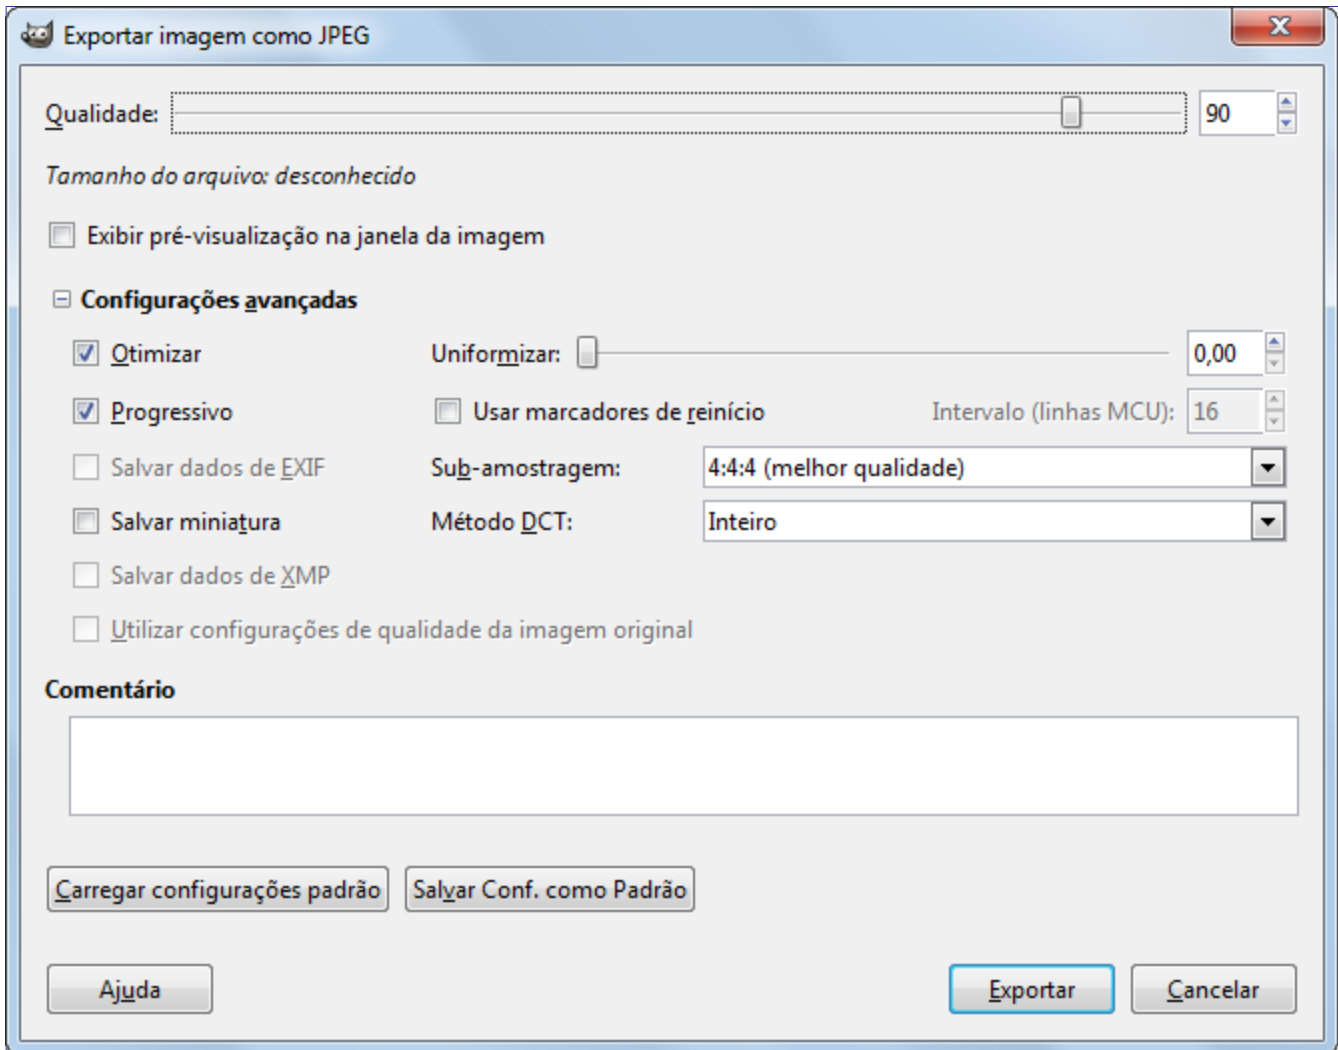 Exportar imagem como JPEG
Qualidade: 90
Tamanho do arquivo: desconhecido
Exibir pré-visualização na janela da imagem
Configurações avançadas
Otimizar Uniformizar: 0,00
Progressivo Usar marcadores de reinício Intervalo (linhas MCU): 16
Salvar dados de EXIF Sub-amostragem: 4:4:4 (melhor qualidade)
Salvar miniatura Método DCT: Inteiro
Salvar dados de XMP
Utilizar configurações de qualidade da imagem original
Comentário
Carregar configurações padrão Salvar Conf. como Padrão
Ajuda Exportar Cancelar